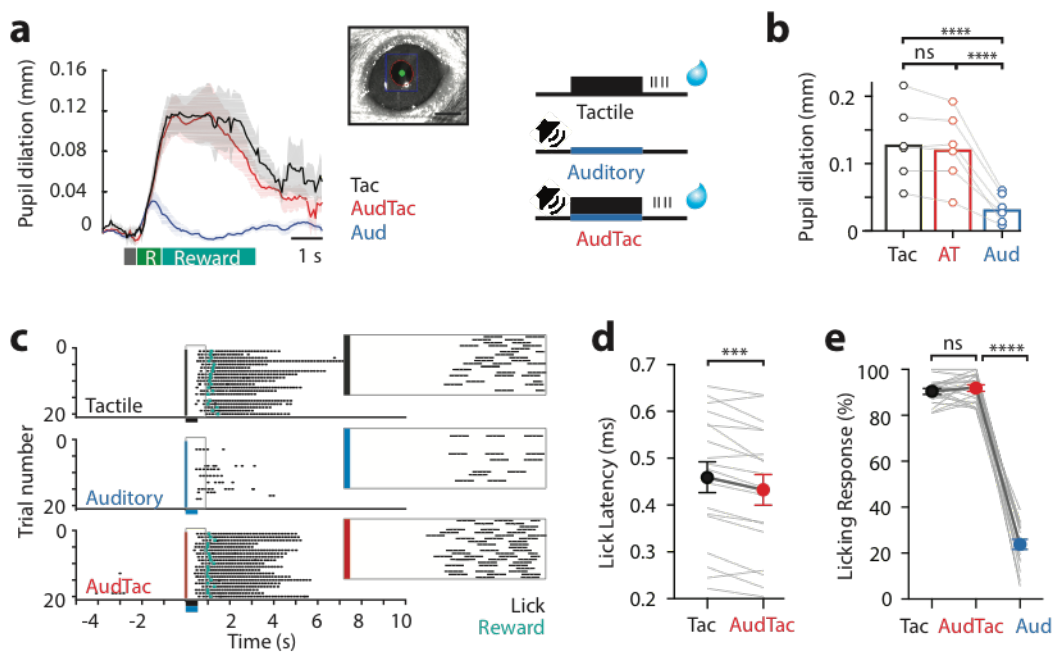 a
Pupil dilation (mm)
0.16
0.12
0.08
0.04
0
R
Reward
1 s
Tac
AudTac
Aud
Tactile
Auditory
AudTac
b
****
ns
****
Pupil dilation (mm)
0.2
0.1
0
Tac
AT
Aud
c
Trial number
0
Tactile
20
0
Auditory
20
0
AudTac
20
-4
-2
0
2
4
6
8
10
Time (s)
Lick
Reward
d
***
Lick Latency (ms)
0.7
0.6
0.5
0.4
0.3
0.2
Tac
AudTac
e
ns
****
Licking Response (%)
100
80
60
40
20
0
Tac
AudTac
Aud